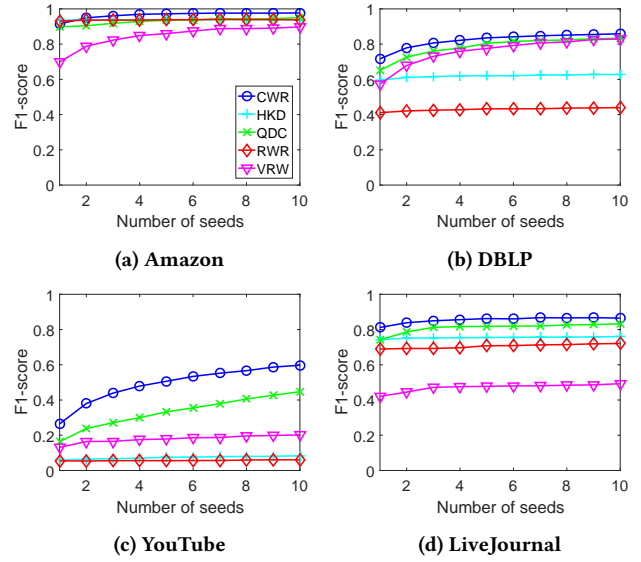 1
0.8
0.6
0.4
0.2
0
F1-score
2 4 6 8 10
Number of seeds
CWR
HKD
QDC
RWR
VRW
(a) Amazon
1
0.8
0.6
0.4
0.2
0
F1-score
2 4 6 8 10
Number of seeds
(b) DBLP
1
0.8
0.6
0.4
0.2
0
F1-score
2 4 6 8 10
Number of seeds
(c) YouTube
1
0.8
0.6
0.4
0.2
0
F1-score
2 4 6 8 10
Number of seeds
(d) LiveJournal